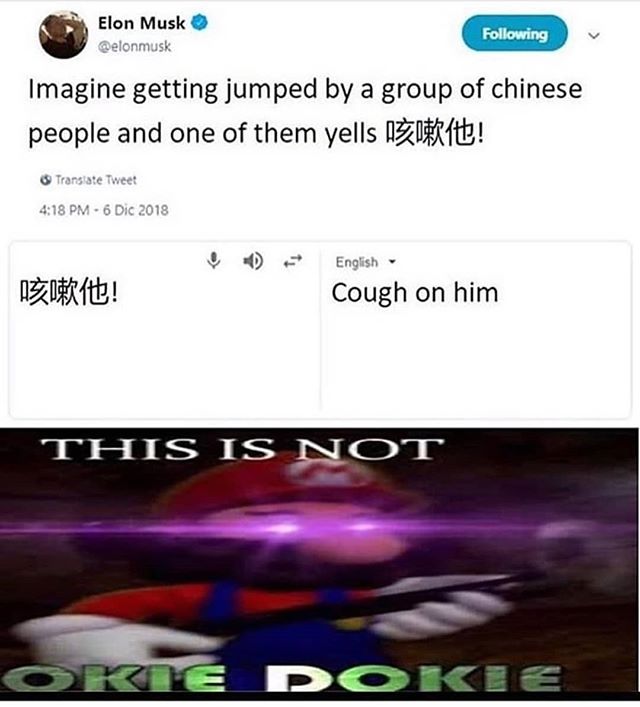 Elon Musk
@elonmusk
Following
Imagine getting jumped by a group of chinese
people and one of them yells 咳嗽他!
Translate Tweet
4:18 PM - 6 Dic 2018
English
咳嗽他!
Cough on him
THIS IS NOT
OKIE DOKIE